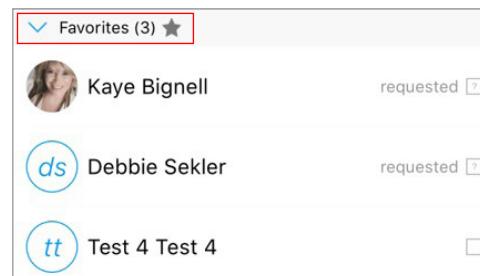 Favorites (3)
Kaye Bignell
requested ?
ds Debbie Sekler
requested ?
tt Test 4 Test 4